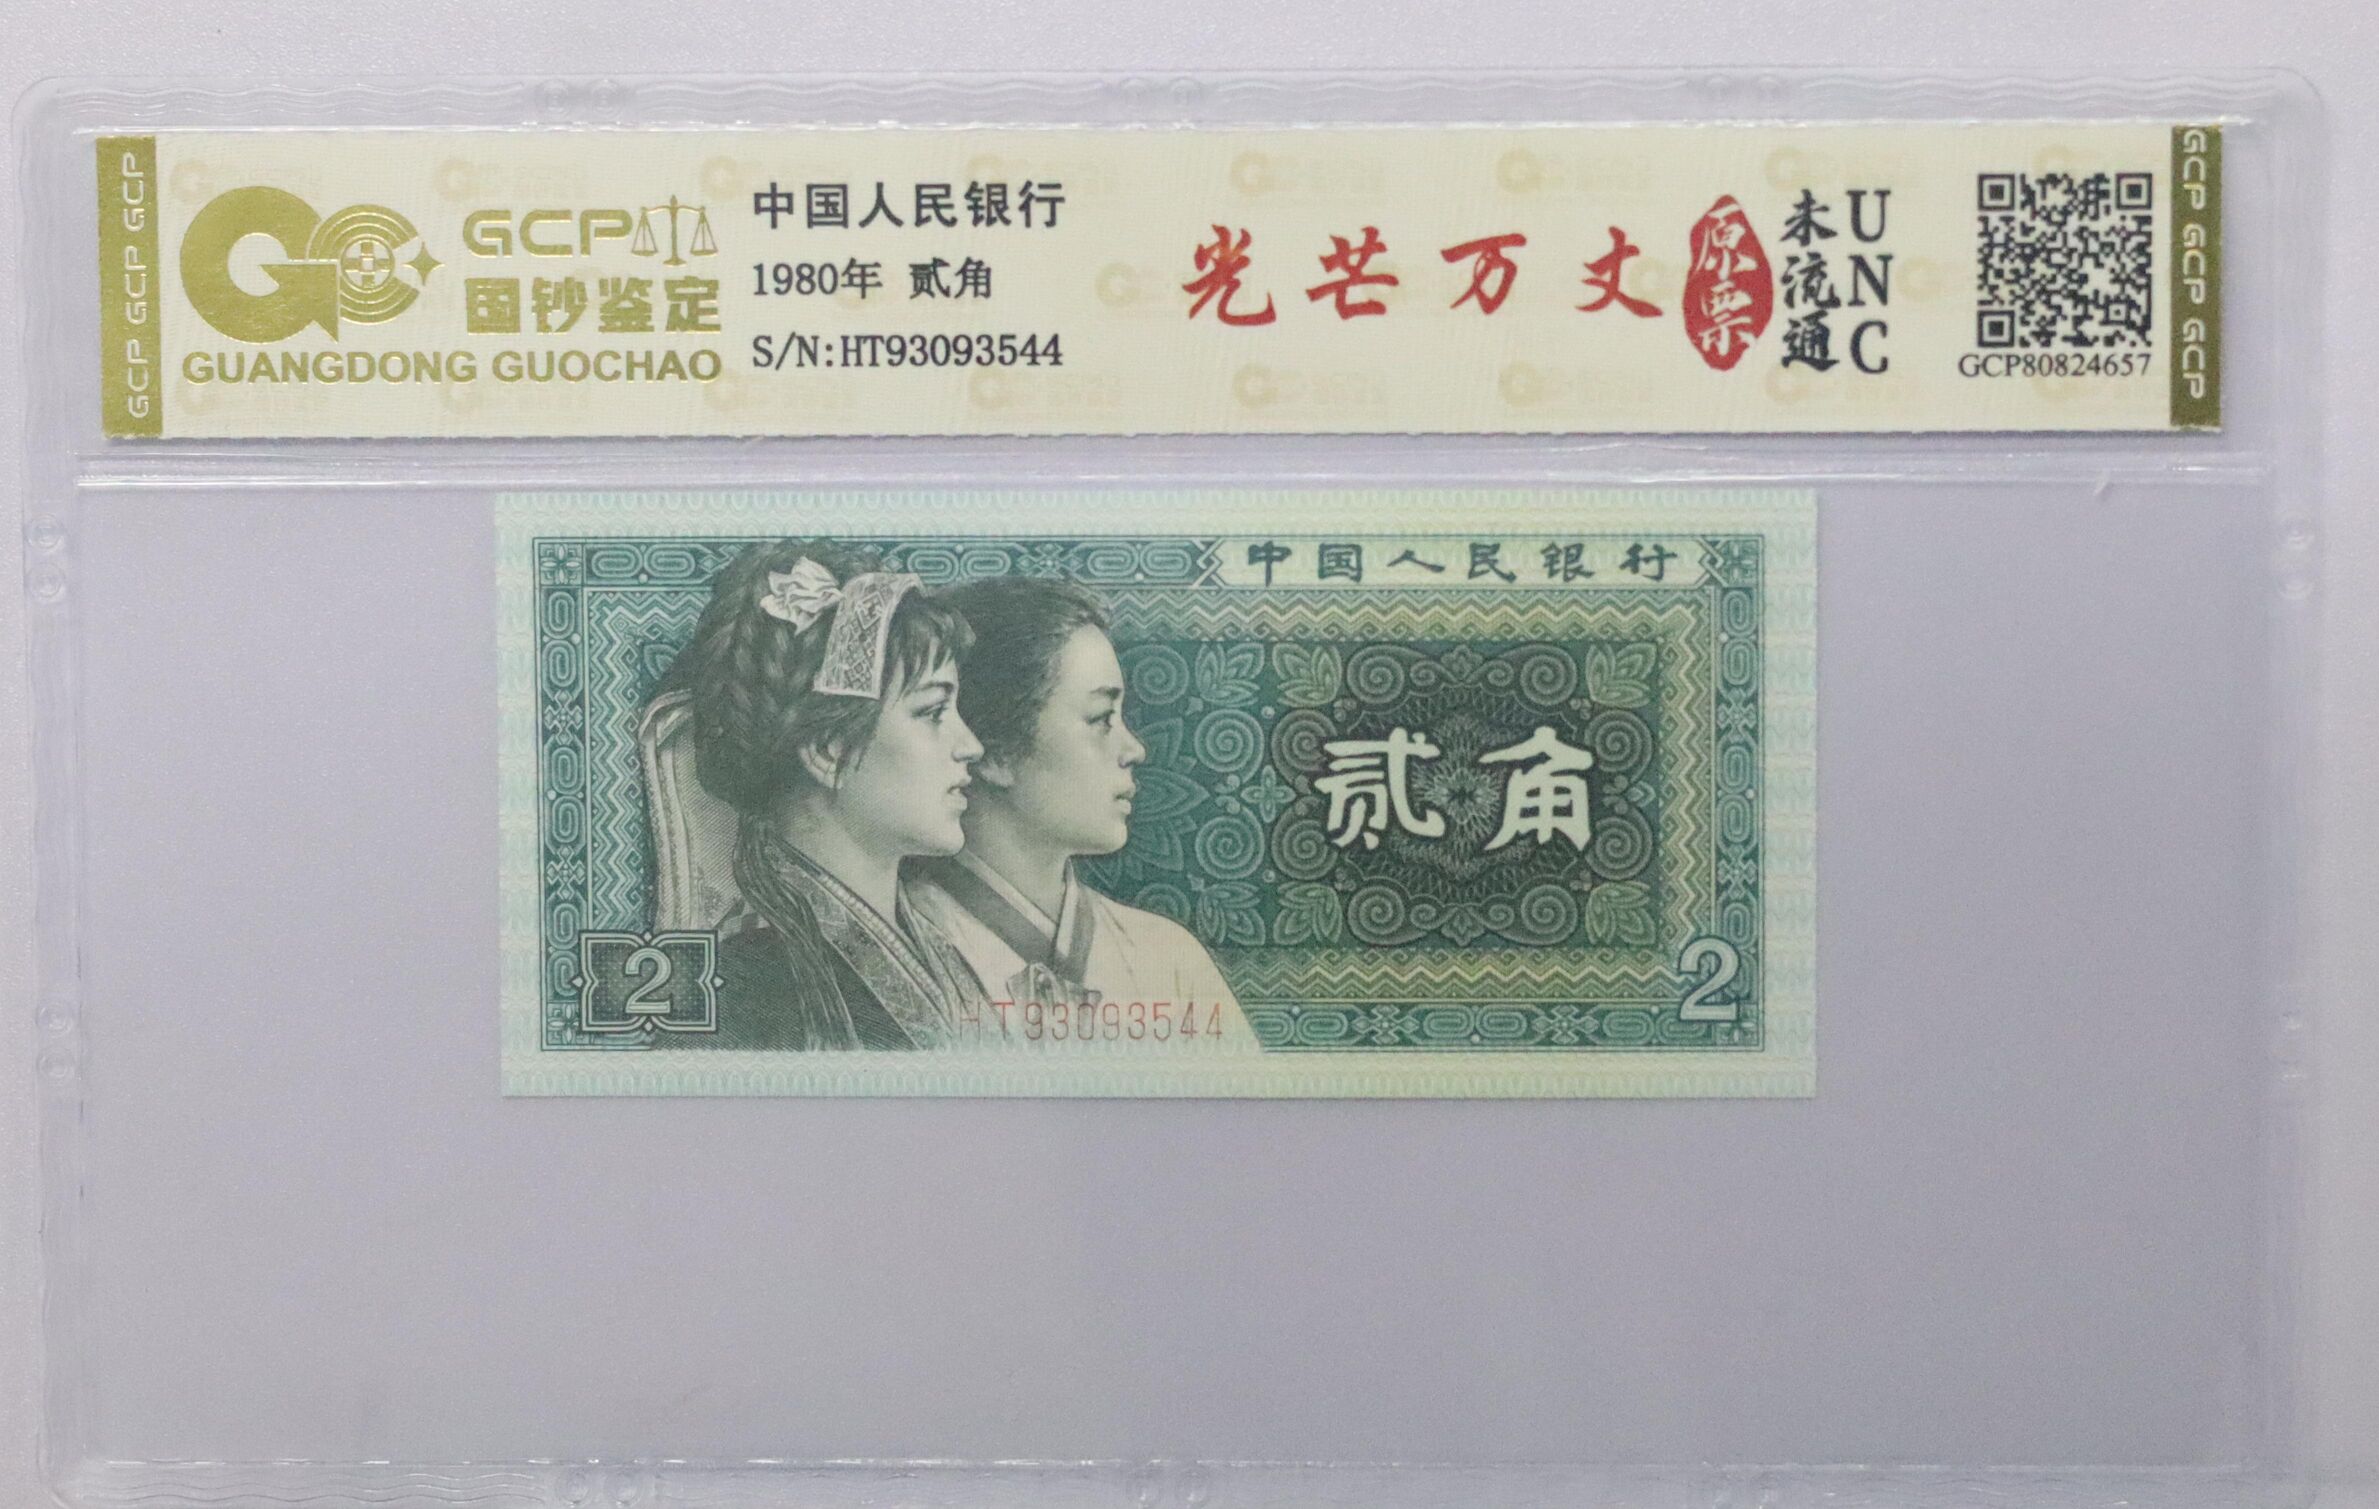 GCP GCP GCP
GCP
国钞鉴定
GUANGDONG GUOCHAO
中国人民银行
1980年 贰角
S/N:HT93093544
光芒万丈
原票
未流通
UNC
GCP80824657
GCP GCP GCP
中国人民银行
贰角
2
2
HT93093544